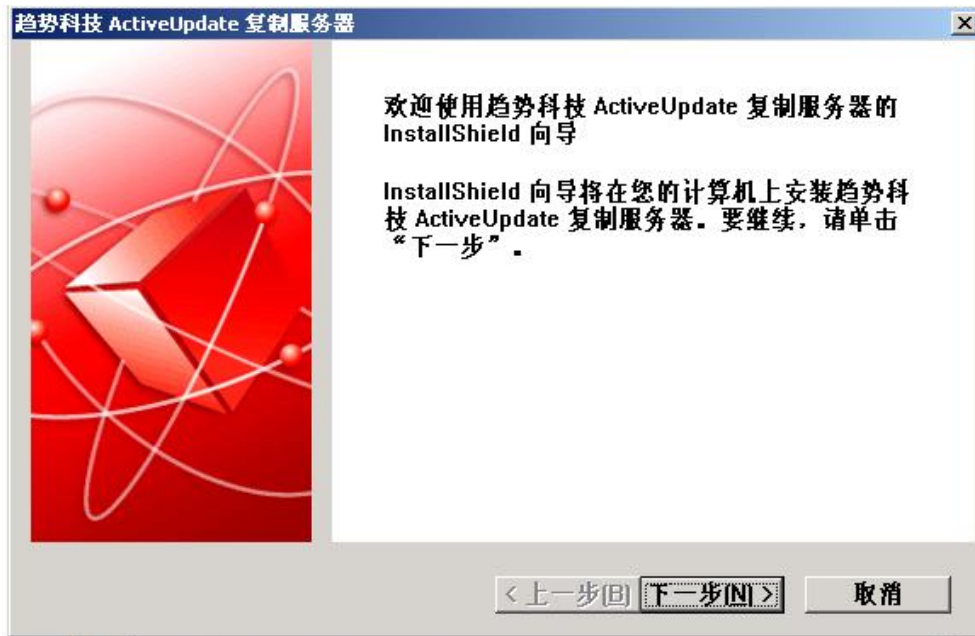 趋势科技 ActiveUpdate 复制服务器
欢迎使用趋势科技 ActiveUpdate 复制服务器的
InstallShield 向导
InstallShield 向导将在您的计算机上安装趋势科
技 ActiveUpdate 复制服务器。要继续，请单击
“下一步”。
< 上一步(B) 下一步(N) > 取消